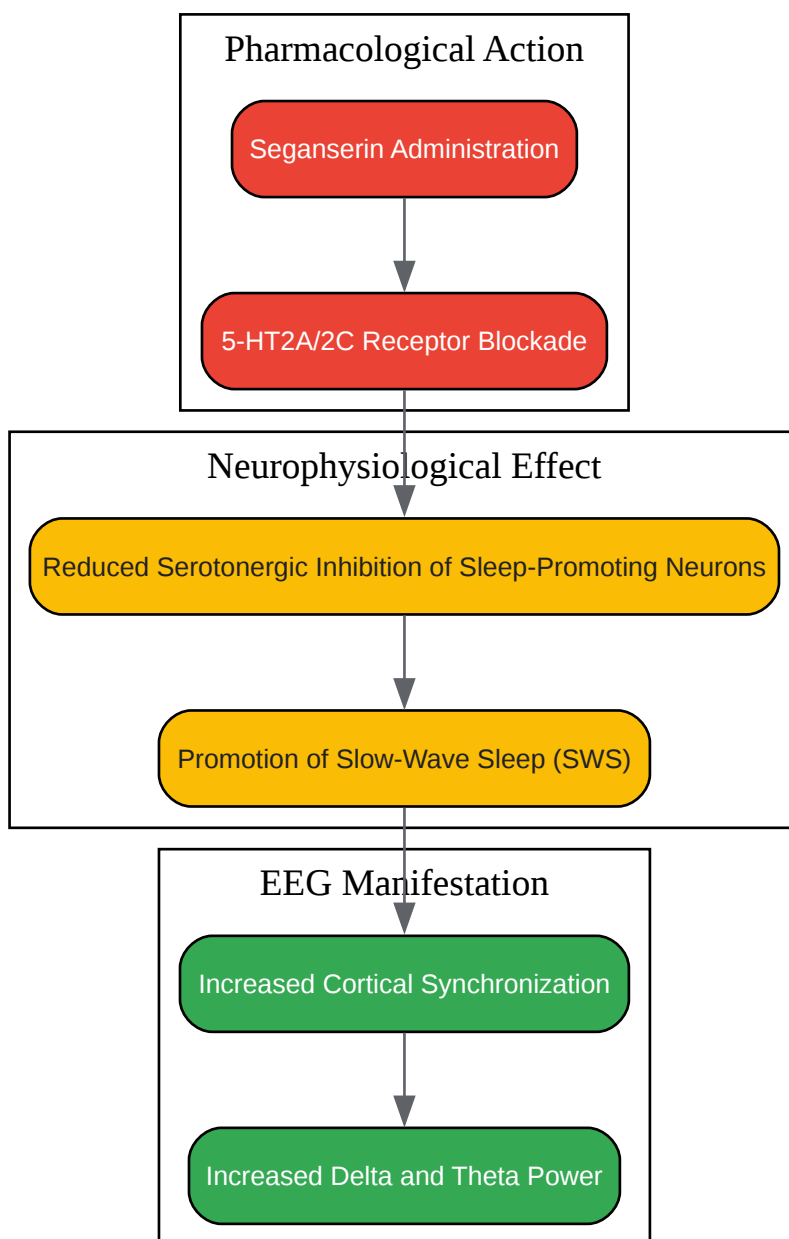 Pharmacological Action
Seganserin Administration
5-HT2A/2C Receptor Blockade
Neurophysiological Effect
Reduced Serotonergic Inhibition of Sleep-Promoting Neurons
Promotion of Slow-Wave Sleep (SWS)
EEG Manifestation
Increased Cortical Synchronization
Increased Delta and Theta Power